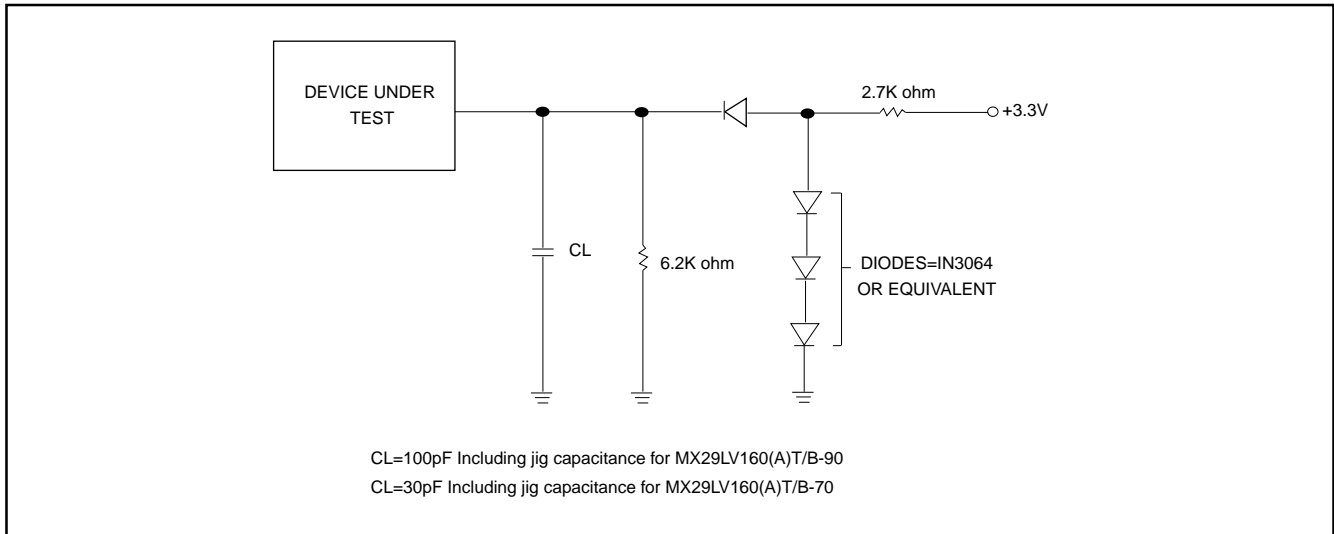 DEVICE UNDER
TEST
2.7K ohm
+3.3V
CL
6.2K ohm
DIODES=IN3064
OR EQUIVALENT
CL=100pF Including jig capacitance for MX29LV160(A)T/B-90
CL=30pF Including jig capacitance for MX29LV160(A)T/B-70